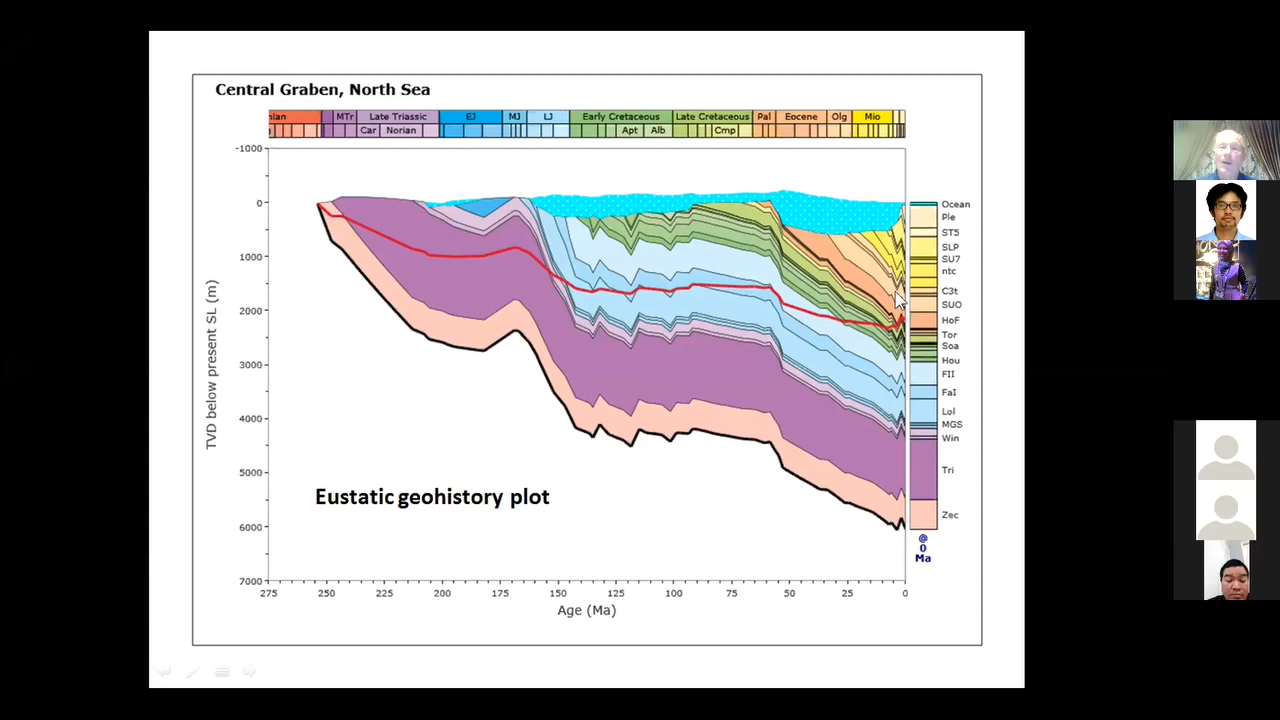 Central Graben, North Sea
nian MTr Late Triassic EJ MJ LJ Early Cretaceous Late Cretaceous Pal Eocene Olg Mio
Car Norian Apt Alb Cmp
-1000
0
1000
2000
3000
4000
5000
6000
7000
TVD below present SL (m)
Ocean
Ple
ST5
SLP
SU7
ntc
C3t
SUO
HoF
Tor
Soa
Hou
FII
FaI
Lol
MGS
Win
Tri
Zec
@
0
Ma
Eustatic geohistory plot
275 250 225 200 175 150 125 100 75 50 25 0
Age (Ma)